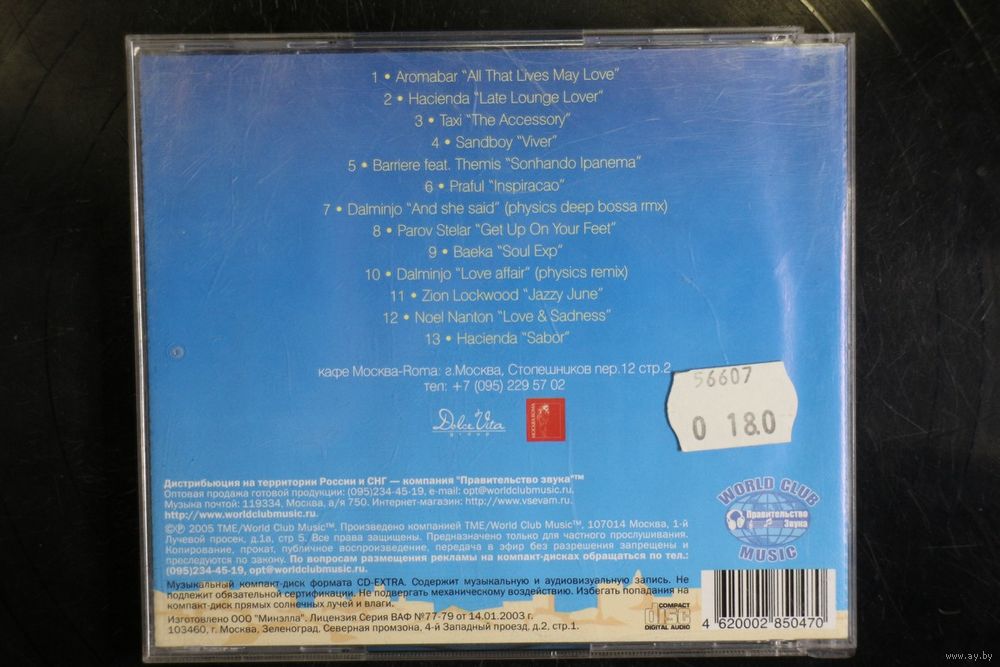 1 • Aromabar “All That Lives May Love”
2 • Hacienda “Late Lounge Lover”
3 • Taxi “The Accessory”
4 • Sandboy “Viver”
5 • Barriere feat. Themis “Sonhando Ipanema”
6 • Praful “Inspiracao”
7 • Dalminjo “And she said” (physics deep bossa rmx)
8 • Parov Stelar “Get Up On Your Feet”
9 • Baeka “Soul Exp”
10 • Dalminjo “Love affair” (physics remix)
11 • Zion Lockwood “Jazzy June”
12 • Noel Nanton “Love & Sadness”
13 • Hacienda “Sabor”
кафе Москва-Roma: г.Москва, Столешников пер.12 стр.2
тел: +7 (095) 229 57 02
56607
0 18.0
Dolce Vita
group
МОСКВА-ROMA
Дистрибьюция на территории России и СНГ — компания "Правительство звука"™
Оптовая продажа готовой продукции: (095)234-45-19, e-mail: opt@worldclubmusic.ru.
Музыка почтой: 119334, Москва, а/я 750. Интернет-магазин: http://www.vsevam.ru.
http://www.worldclubmusic.ru.
©℗ 2005 TME/World Club Music™. Произведено компанией TME/World Club Music™, 107014 Москва, 1-й
Лучевой просек, д.1а, стр 5. Все права защищены. Предназначено только для частного прослушивания.
Копирование, прокат, публичное воспроизведение, передача в эфир без разрешения запрещены и
преследуются по закону. По вопросам размещения рекламы на компакт-дисках обращаться по тел.:
(095)234-45-19, opt@worldclubmusic.ru.
WORLD CLUB
Правительство
Звука
MUSIC
Музыкальный компакт-диск формата CD-EXTRA. Содержит музыкальную и аудиовизуальную запись. Не
подлежит обязательной сертификации. Не подвергать механическому воздействию. Избегать попадания на
компакт-диск прямых солнечных лучей и влаги.
Изготовлено ООО "Минэлла". Лицензия Серия ВАФ №77-79 от 14.01.2003 г.
103460, г. Москва, Зеленоград, Северная промзона, 4-й Западный проезд, д.2, стр.1.
COMPACT
disc
DIGITAL AUDIO
4 620002 850470
www.ay.by